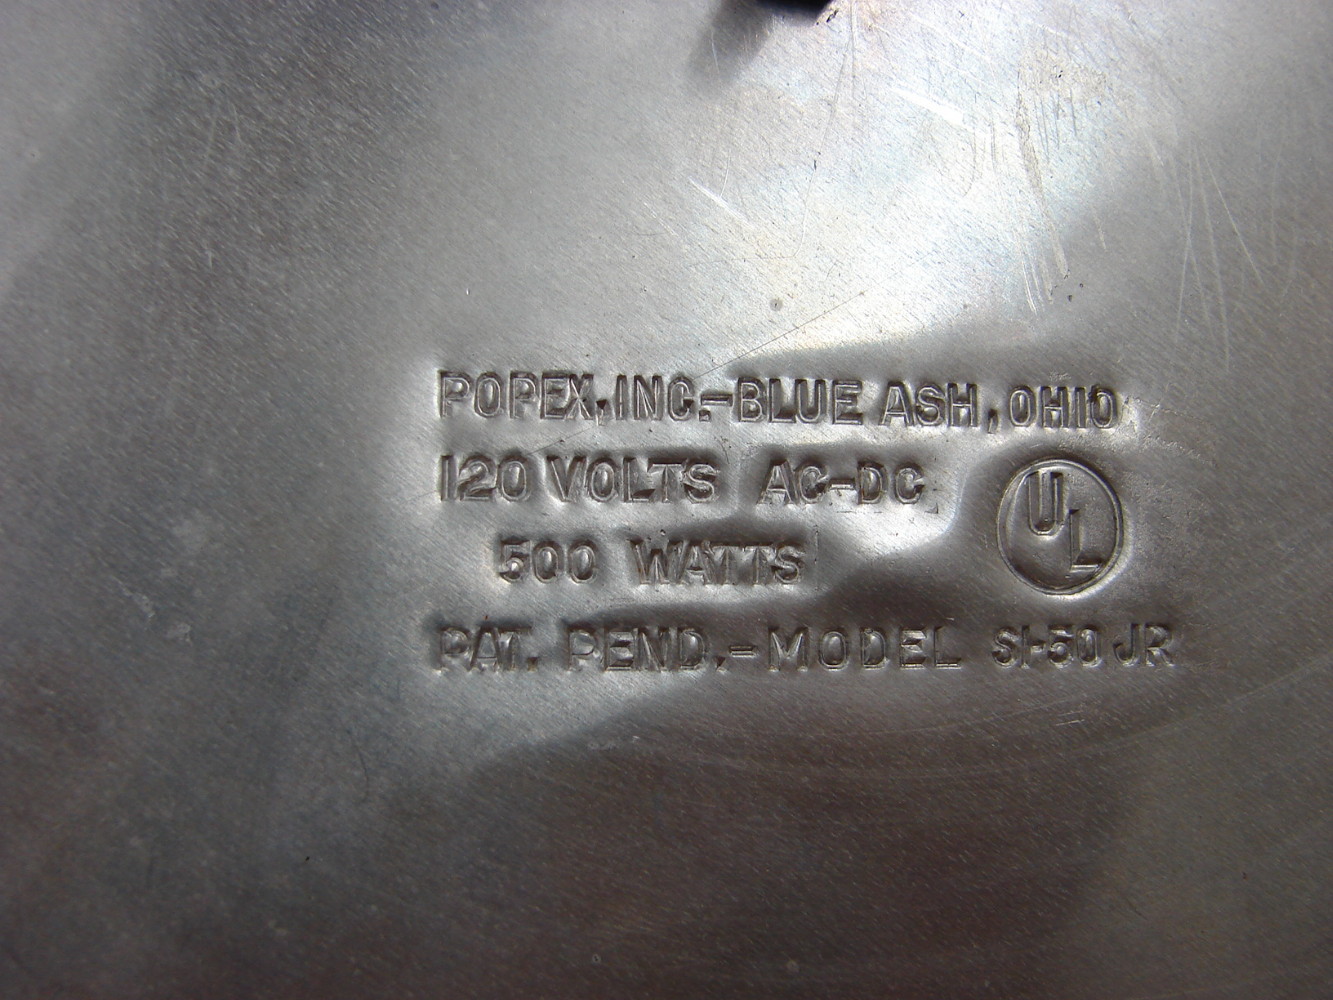 POPEX, INC.-BLUE ASH, OHIO
120 VOLTS AC-DC
UL
500 WATTS
PAT. PEND.-MODEL SI-50 JR